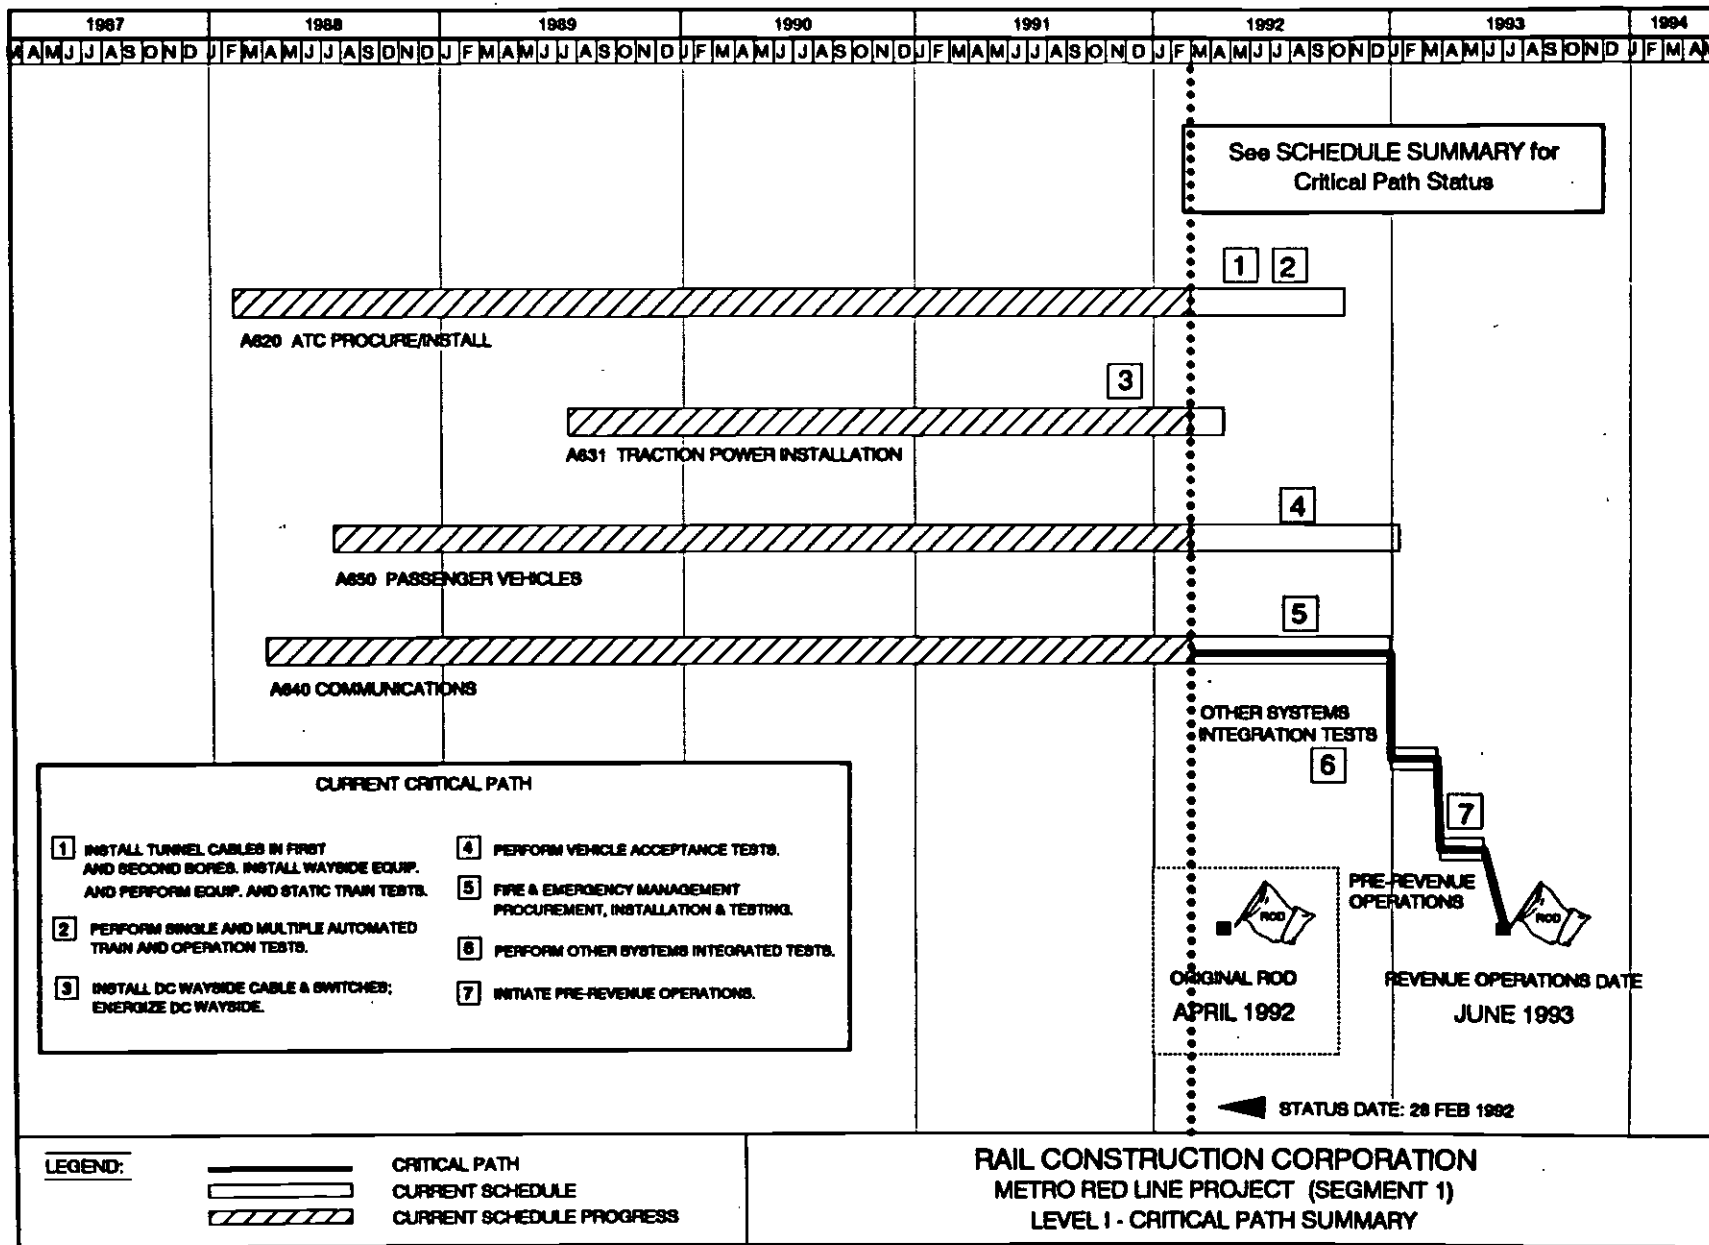 1987 1988 1989 1990 1991 1992 1993 1994
M A M J J A S O N D J F M A M J J A S D N D J F M A M J J A S O N D J F M A M J J A S O N D J F M A M J J A S O N D J F M A M J J A S O N D J F M A M J J A S O N D J F M A M
See SCHEDULE SUMMARY for
Critical Path Status
1 2
A620 ATC PROCURE/INSTALL
3
A631 TRACTION POWER INSTALLATION
4
A650 PASSENGER VEHICLES
5
A640 COMMUNICATIONS
OTHER SYSTEMS
INTEGRATION TESTS
6
7
PRE-REVENUE
OPERATIONS
ROD
ROD
ORIGINAL ROD
APRIL 1992
REVENUE OPERATIONS DATE
JUNE 1993
STATUS DATE: 28 FEB 1992
CURRENT CRITICAL PATH
1 INSTALL TUNNEL CABLES IN FIRST
AND SECOND BORES. INSTALL WAYSIDE EQUIP.
AND PERFORM EQUIP. AND STATIC TRAIN TESTS.
2 PERFORM SINGLE AND MULTIPLE AUTOMATED
TRAIN AND OPERATION TESTS.
3 INSTALL DC WAYSIDE CABLE & SWITCHES;
ENERGIZE DC WAYSIDE.
4 PERFORM VEHICLE ACCEPTANCE TESTS.
5 FIRE & EMERGENCY MANAGEMENT
PROCUREMENT, INSTALLATION & TESTING.
6 PERFORM OTHER SYSTEMS INTEGRATED TESTS.
7 INITIATE PRE-REVENUE OPERATIONS.
LEGEND:
CRITICAL PATH
CURRENT SCHEDULE
CURRENT SCHEDULE PROGRESS
RAIL CONSTRUCTION CORPORATION
METRO RED LINE PROJECT (SEGMENT 1)
LEVEL I - CRITICAL PATH SUMMARY